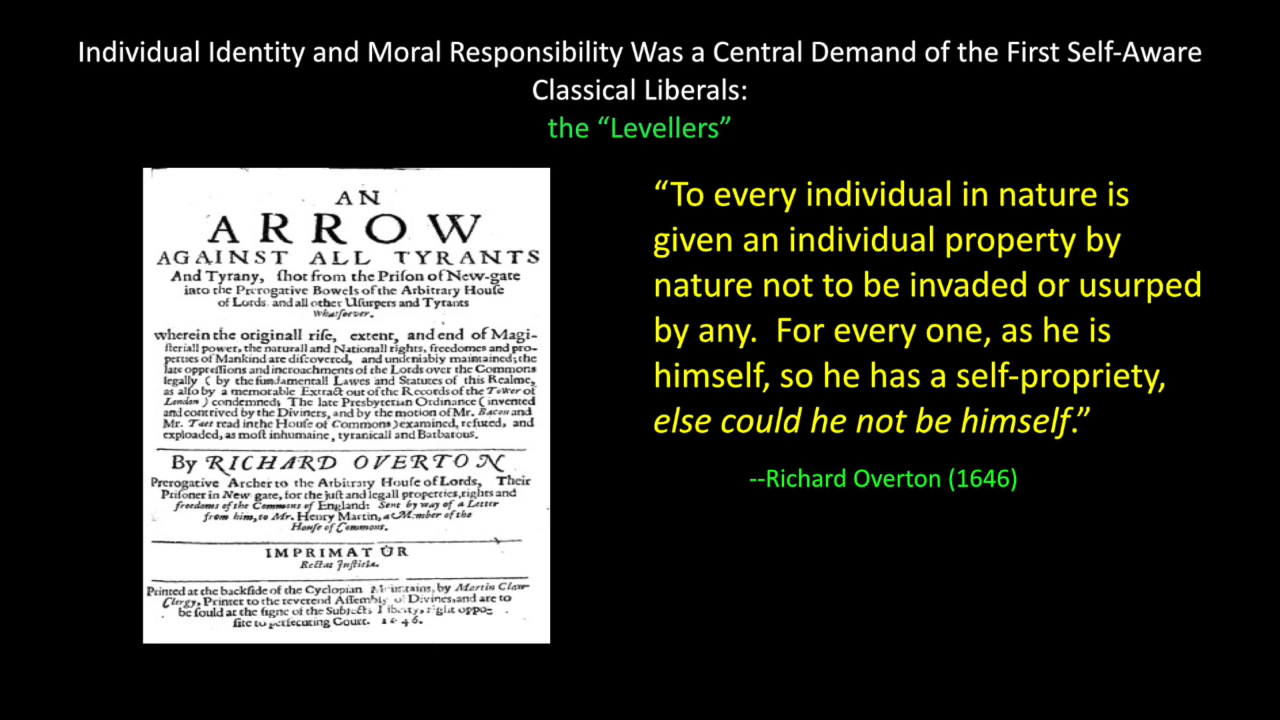 Individual Identity and Moral Responsibility Was a Central Demand of the First Self-Aware
Classical Liberals:
the “Levellers”
AN
ARROW
AGAINST ALL TYRANTS
And Tyrany, ſhot from the Priſon of New-gate
into the Prerogative Bowels of the Arbitrary Houſe
of Lords and all other Uſurpers and Tyrants
Whatſoever.
wherein the originall riſe, extent, and end of Magi-
ſteriall power, the naturall and Nationall rights, freedomes and pro-
perties of Mankind are diſcovered, and undeniably maintained; the
late oppreſſions and incroachments of the Lords over the Commons
legally ( by the fundamentall Lawes and Statutes of this Realme,
as alſo by a memorable Extract out of the Records of the Tower of
London ) condemned; The late Presbyterian Ordinance ( invented
and contrived by the Diviners, and by the motion of Mr. Bacon and
Mr. Taet read in the Houſe of Commons ) examined, refuted, and
exploaded, as moſt inhumaine, tyranicall and Barbarous.
By RICHARD OVERTON
Prerogative Archer to the Arbitrary Houſe of Lords, Their
Priſoner in New gate, for the juſt and legall properties, rights and
freedoms of the Commons of England: Sent by way of a Letter
from him, to Mr. Henry Martin, a Member of the
Houſe of Commons.
IMPRIMATUR
Rectat Juſtitia.
Printed at the backſide of the Cyclopian Mountains, by Martin Claw-
Clergy, Printer to the reverend Aſſembly of Divines, and are to
be ſould at the ſigne of the Subjects Liberty, right oppo-
ſite to perſecuting Court. 1646.
“To every individual in nature is
given an individual property by
nature not to be invaded or usurped
by any. For every one, as he is
himself, so he has a self-propriety,
else could he not be himself.”
--Richard Overton (1646)